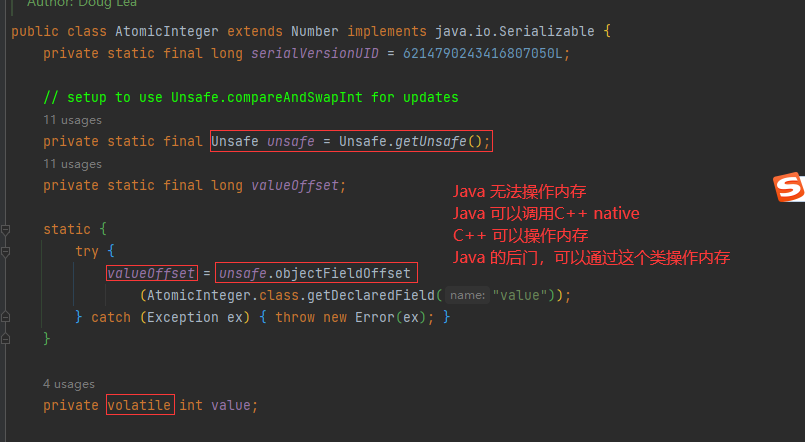 Author: Doug Lea
public class AtomicInteger extends Number implements java.io.Serializable {
private static final long serialVersionUID = 6214790243416807050L;
// setup to use Unsafe.compareAndSwapInt for updates
11 usages
private static final Unsafe unsafe = Unsafe.getUnsafe();
11 usages
private static final long valueOffset;
Java 无法操作内存
Java 可以调用C++ native
C++ 可以操作内存
Java 的后门，可以通过这个类操作内存
static {
try {
valueOffset = unsafe.objectFieldOffset
(AtomicInteger.class.getDeclaredField( name: "value"));
} catch (Exception ex) { throw new Error(ex); }
}
4 usages
private volatile int value;